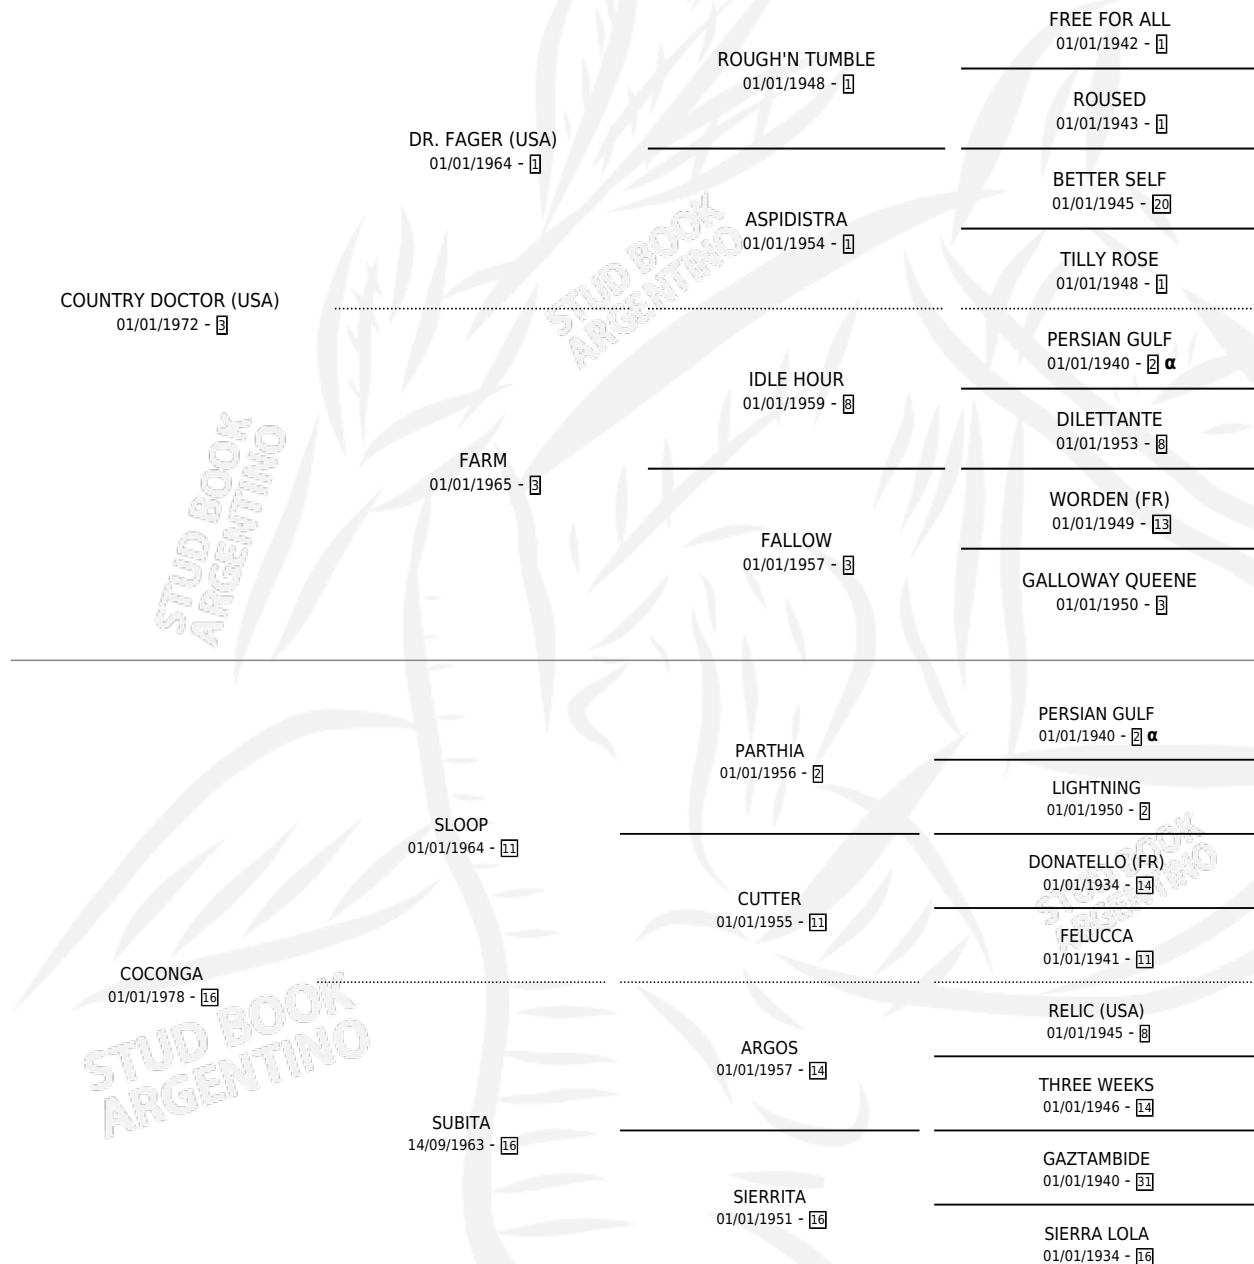 FREE FOR ALL
01/01/1942 - 1
ROUGH'N TUMBLE
01/01/1948 - 1
ROUSED
01/01/1943 - 1
DR. FAGER (USA)
01/01/1964 - 1
BETTER SELF
01/01/1945 - 20
ASPIDISTRA
01/01/1954 - 1
TILLY ROSE
01/01/1948 - 1
COUNTRY DOCTOR (USA)
01/01/1972 - 3
PERSIAN GULF
01/01/1940 - 2 α
IDLE HOUR
01/01/1959 - 8
DILETTANTE
01/01/1953 - 8
FARM
01/01/1965 - 3
WORDEN (FR)
01/01/1949 - 13
FALLOW
01/01/1957 - 3
GALLOWAY QUEENE
01/01/1950 - 3
PERSIAN GULF
01/01/1940 - 2 α
PARTHIA
01/01/1956 - 2
LIGHTNING
01/01/1950 - 2
SLOOP
01/01/1964 - 11
DONATELLO (FR)
01/01/1934 - 14
CUTTER
01/01/1955 - 11
FELUCCA
01/01/1941 - 11
COCONGA
01/01/1978 - 16
RELIC (USA)
01/01/1945 - 8
ARGOS
01/01/1957 - 14
THREE WEEKS
01/01/1946 - 14
SUBITA
14/09/1963 - 16
GAZTAMBIDE
01/01/1940 - 31
SIERRITA
01/01/1951 - 16
SIERRA LOLA
01/01/1934 - 16
STUD BOOK
ARGENTINO
STUD BOOK
ARGENTINO
STUD BOOK
ARGENTINO
STUD BOOK
ARGENTINO